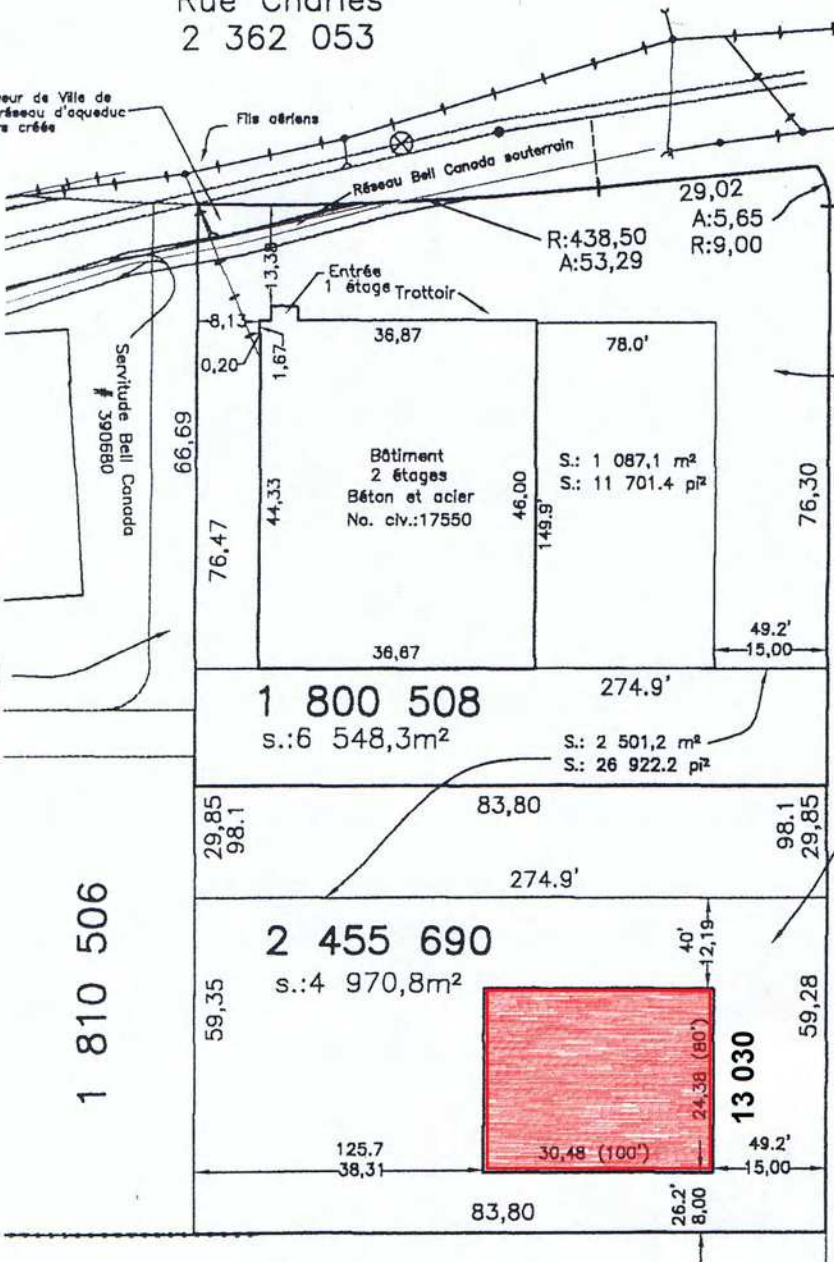 Rue Charles
2 362 053
de Ville de
réseau d'aqueduc
créée
Fils aériens
Réseau Bell Canada souterrain
29,02
A:5,65
R:9,00
R:438,50
A:53,29
13,38
Entrée
1 étage
Trottoir
8,13
0,20
1,67
36,87
78.0'
Servitude Bell Canada
# 390680
66,69
76,47
44,33
Bâtiment
2 étages
Béton et acier
No. civ.:17550
46,00
149.9'
S.: 1 087,1 m²
S.: 11 701.4 pi²
76,30
36,67
49.2'
15,00
1 800 508
s.:6 548,3m²
274.9'
S.: 2 501,2 m²
S.: 26 922.2 pi²
29,85
98.1
83,80
98.1
29,85
274.9'
1 810 506
2 455 690
s.:4 970,8m²
40'
12,19
59,35
59,28
24,38 (80')
13 030
30,48 (100')
125.7
38,31
49.2'
15,00
83,80
26.2'
8,00